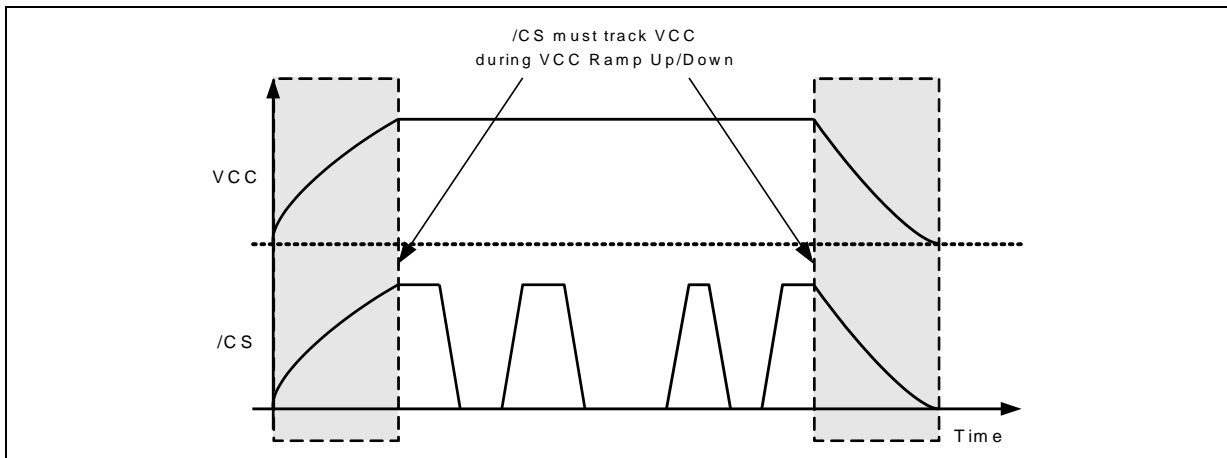 /CS must track VCC
during VCC Ramp Up/Down
VCC
/CS
Time